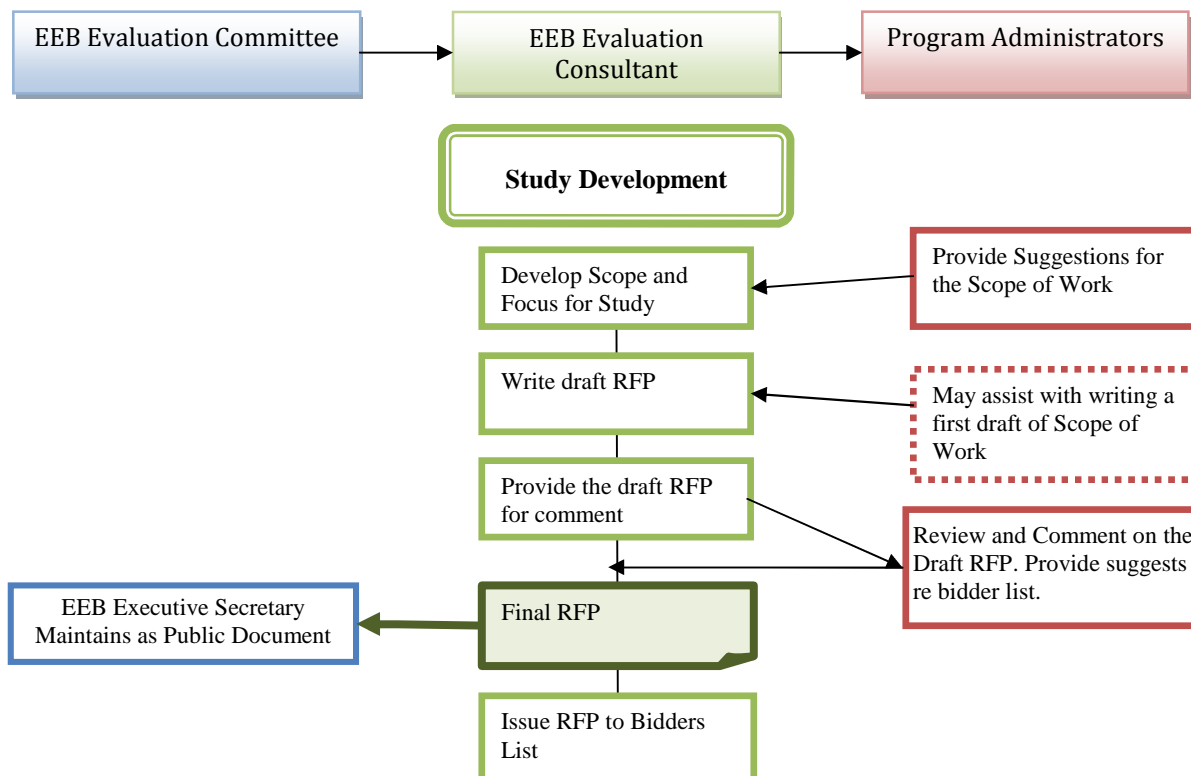 EEB Evaluation Committee
EEB Evaluation
Consultant
Program Administrators
Study Development
Develop Scope and
Focus for Study
Provide Suggestions for
the Scope of Work
Write draft RFP
May assist with writing a
first draft of Scope of
Work
Provide the draft RFP
for comment
Review and Comment on the
Draft RFP. Provide suggests
re bidder list.
EEB Executive Secretary
Maintains as Public Document
Final RFP
Issue RFP to Bidders
List